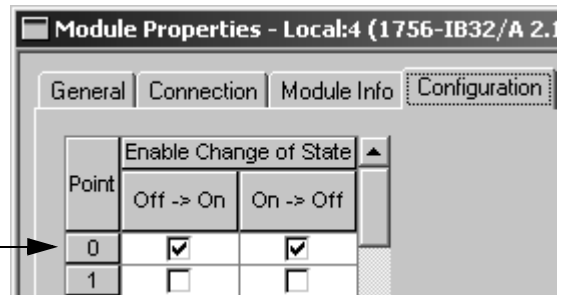 Module Properties - Local:4 (1756-IB32/A 2.1
General Connection Module Info Configuration
Enable Change of State
Point Off -> On On -> Off
0
1